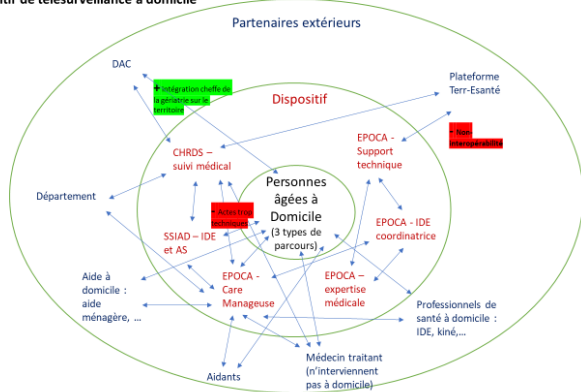 tif de télésurveillance à domicile
Partenaires extérieurs
DAC
+ Intégration cheffe de
la gériatrie sur le
territoire
Plateforme
Terr-Esanté
Dispositif
- Non-
interopérabilité
CHRDS –
suivi médical
EPOCA -
Support
technique
Personnes
âgées à
Domicile
(3 types de
parcours)
Département
- Actes trop
techniques
SSIAD – IDE
et AS
EPOCA - IDE
coordinatrice
EPOCA -
Care
Manageuse
EPOCA –
expertise
médicale
Aide à
domicile :
aide
ménagère, …
Professionnels de
santé à domicile :
IDE, kiné,…
Médecin traitant
(n’interviennent
pas à domicile)
Aidants